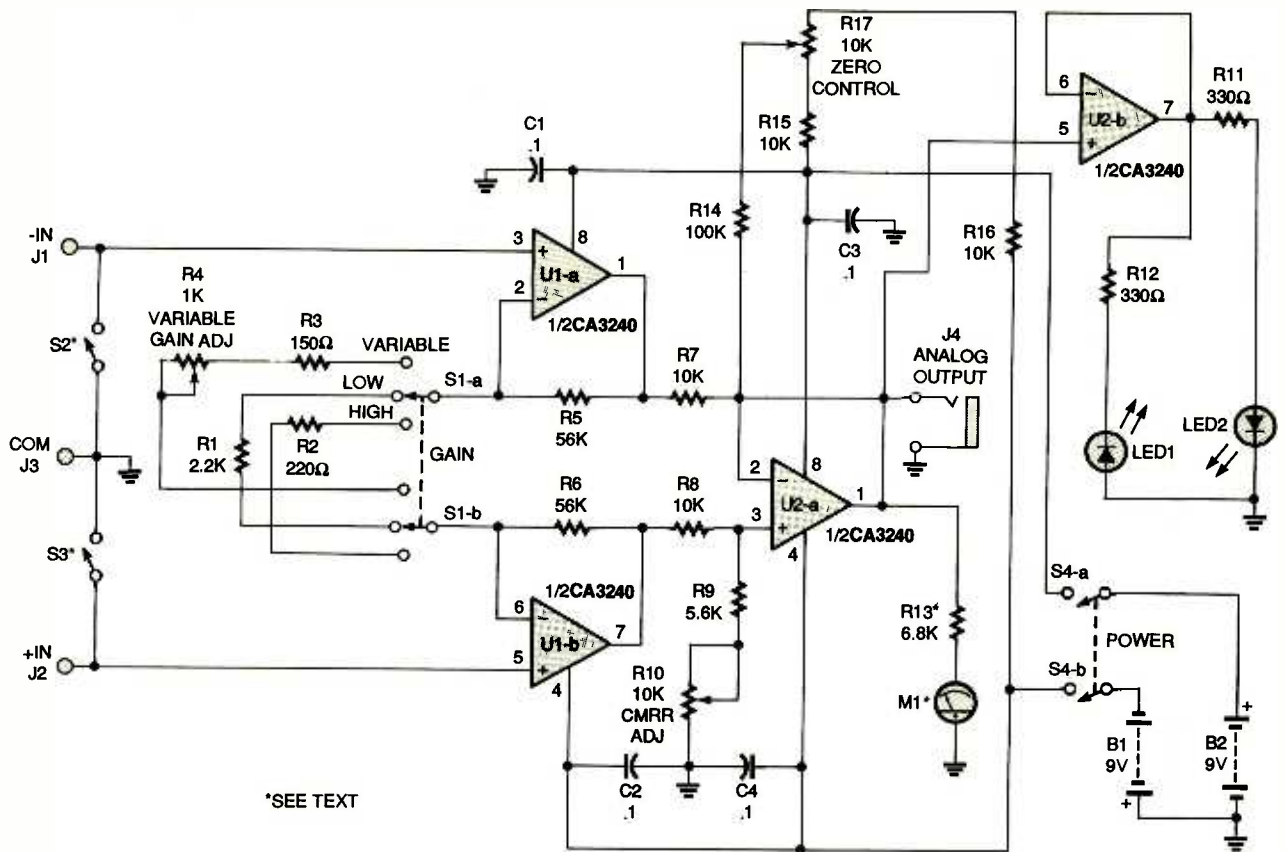 R17
10K
ZERO
CONTROL
C1
.1
R15
10K
6
−
U2-b
5
+
7
R11
330Ω
1/2CA3240
R14
100K
C3
.1
R16
10K
R12
330Ω
-IN
J1
3
+
8
U1-a
1
2
−
1/2CA3240
R4
1K
VARIABLE
GAIN ADJ
R3
150Ω
VARIABLE
S2*
LOW
S1-a
HIGH
R5
56K
R7
10K
J4
ANALOG
OUTPUT
LED1
LED2
COM
J3
R1
2.2K
R2
220Ω
GAIN
R6
56K
R8
10K
2
−
8
U2-a
1
3
+
4
1/2CA3240
S1-b
S3*
1/2CA3240
6
−
U1-b
7
5
+
4
R9
5.6K
R13*
6.8K
S4-a
POWER
S4-b
+IN
J2
R10
10K
CMRR
ADJ
M1*
B1
9V
+
B2
9V
+
C2
.1
C4
.1
*SEE TEXT